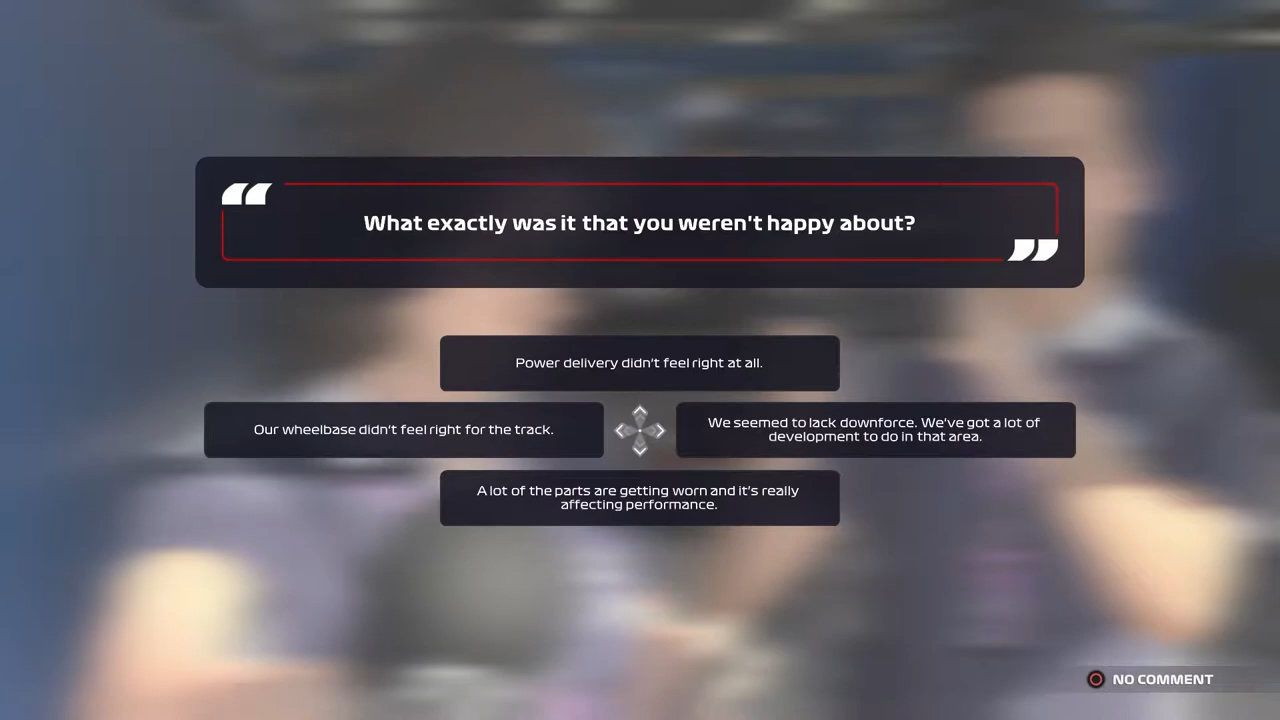 What exactly was it that you weren't happy about?
Power delivery didn't feel right at all.
Our wheelbase didn't feel right for the track.
We seemed to lack downforce. We've got a lot of
development to do in that area.
A lot of the parts are getting worn and it's really
affecting performance.
NO COMMENT